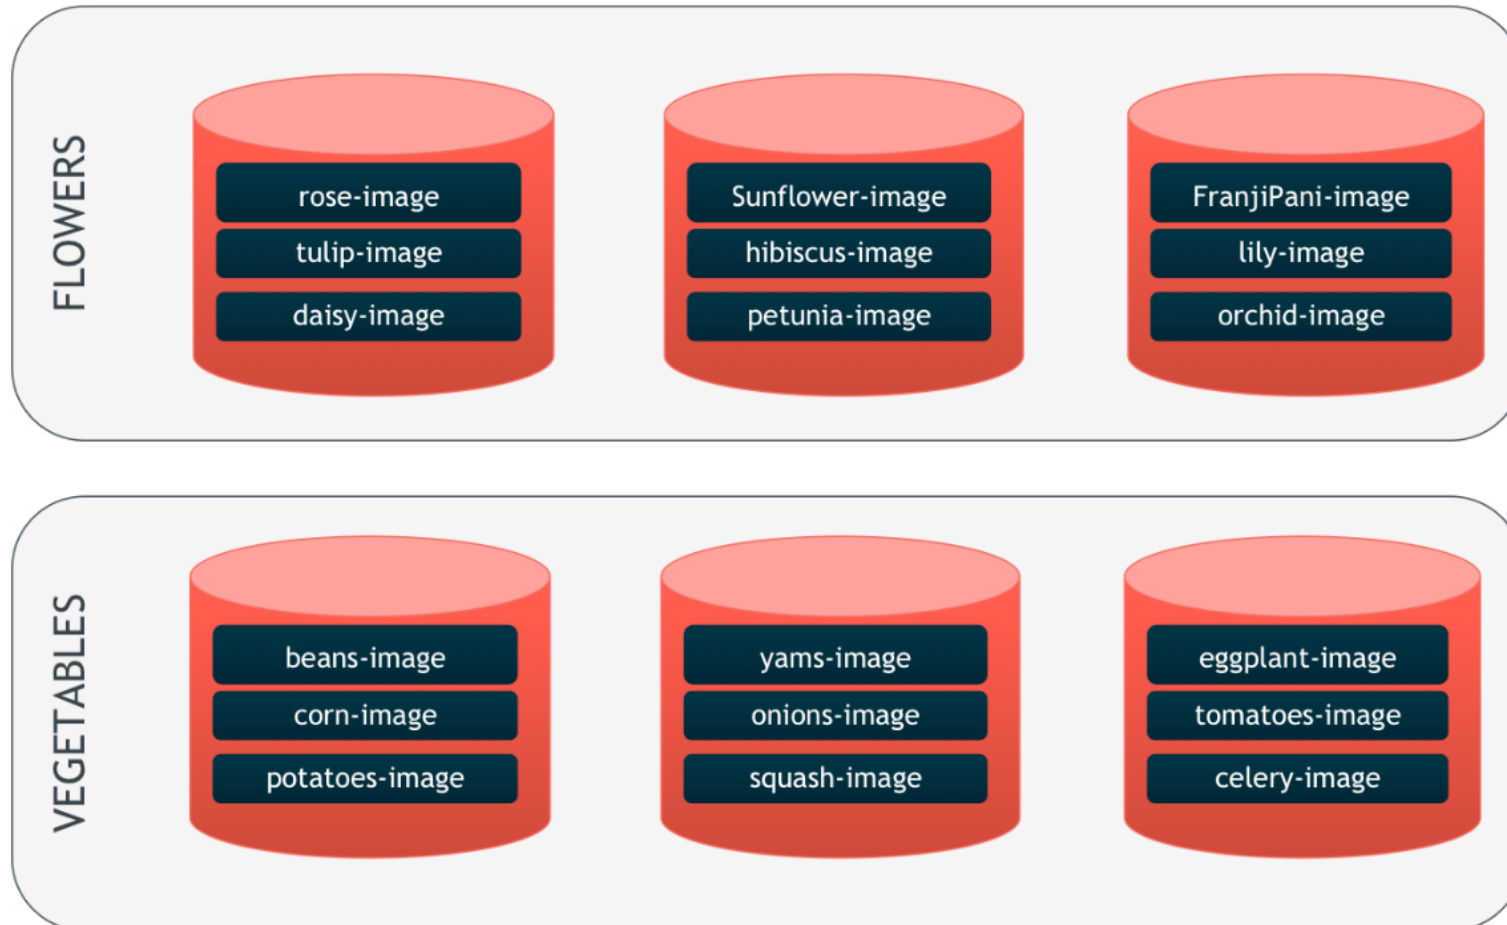 FLOWERS
rose-image
tulip-image
daisy-image
Sunflower-image
hibiscus-image
petunia-image
FranjiPani-image
lily-image
orchid-image
VEGETABLES
beans-image
corn-image
potatoes-image
yams-image
onions-image
squash-image
eggplant-image
tomatoes-image
celery-image